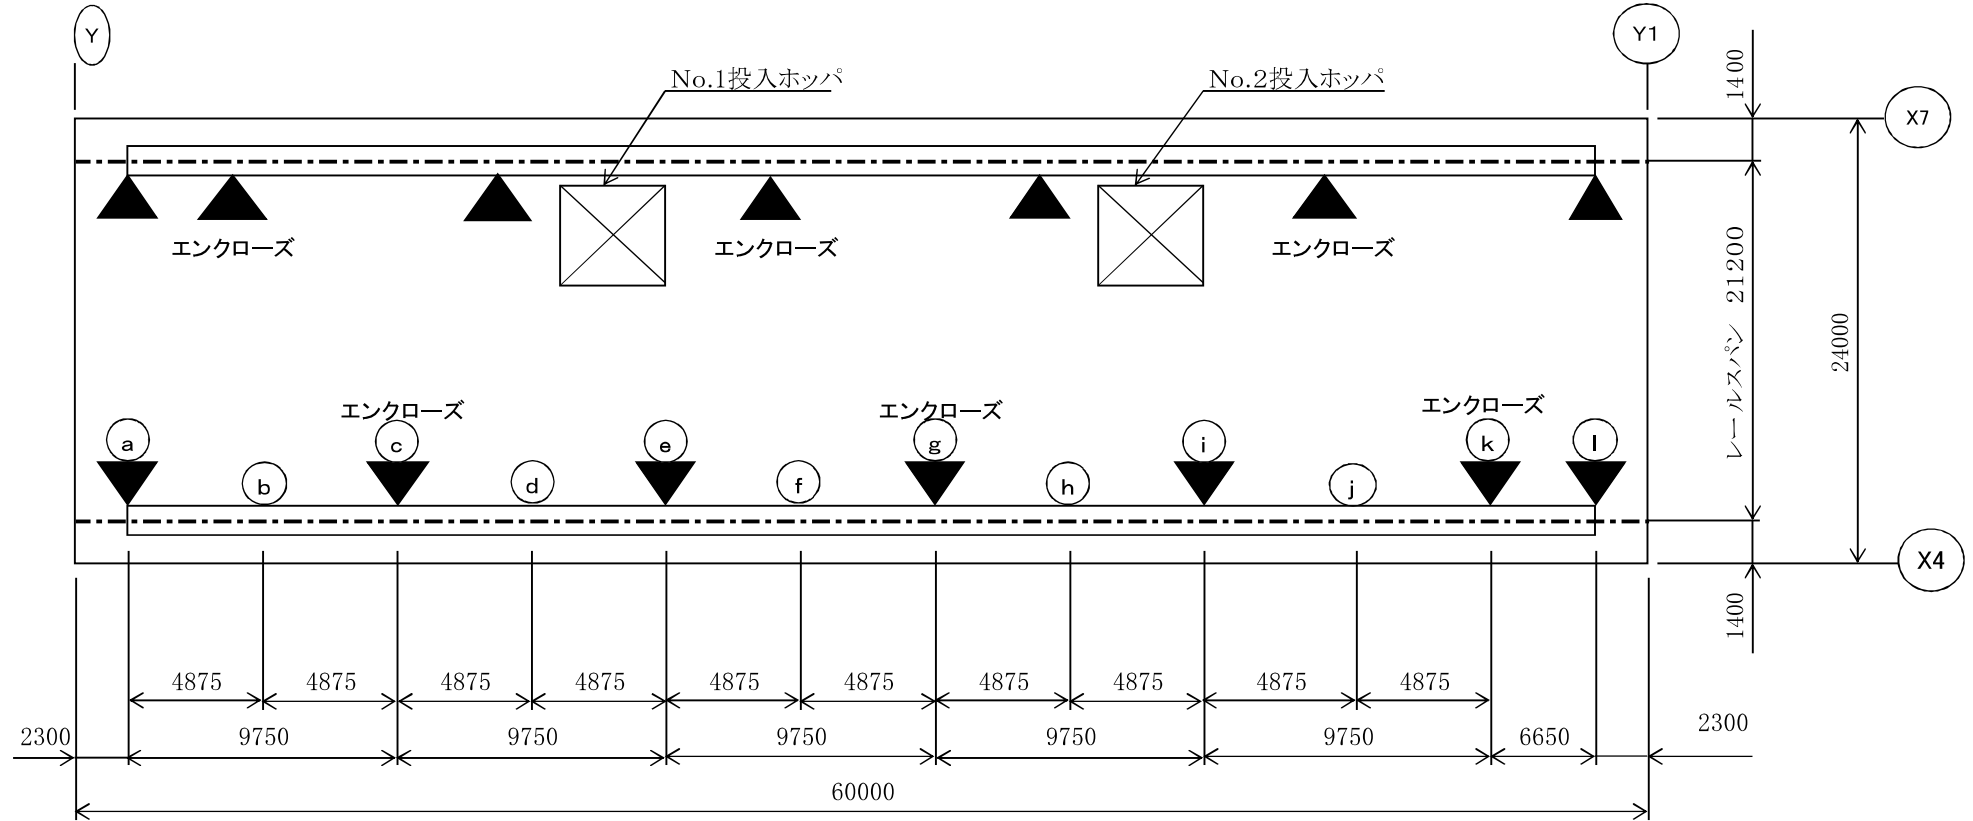 Y
Y1
No.1投入ホッパ
No.2投入ホッパ
1400
X7
エンクローズ
エンクローズ
エンクローズ
レールスパン 21200
24000
エンクローズ
エンクローズ
エンクローズ
a
c
e
g
i
k
l
b
d
f
h
j
X4
1400
4875
4875
4875
4875
4875
4875
4875
4875
4875
4875
2300
9750
9750
9750
9750
9750
6650
2300
60000